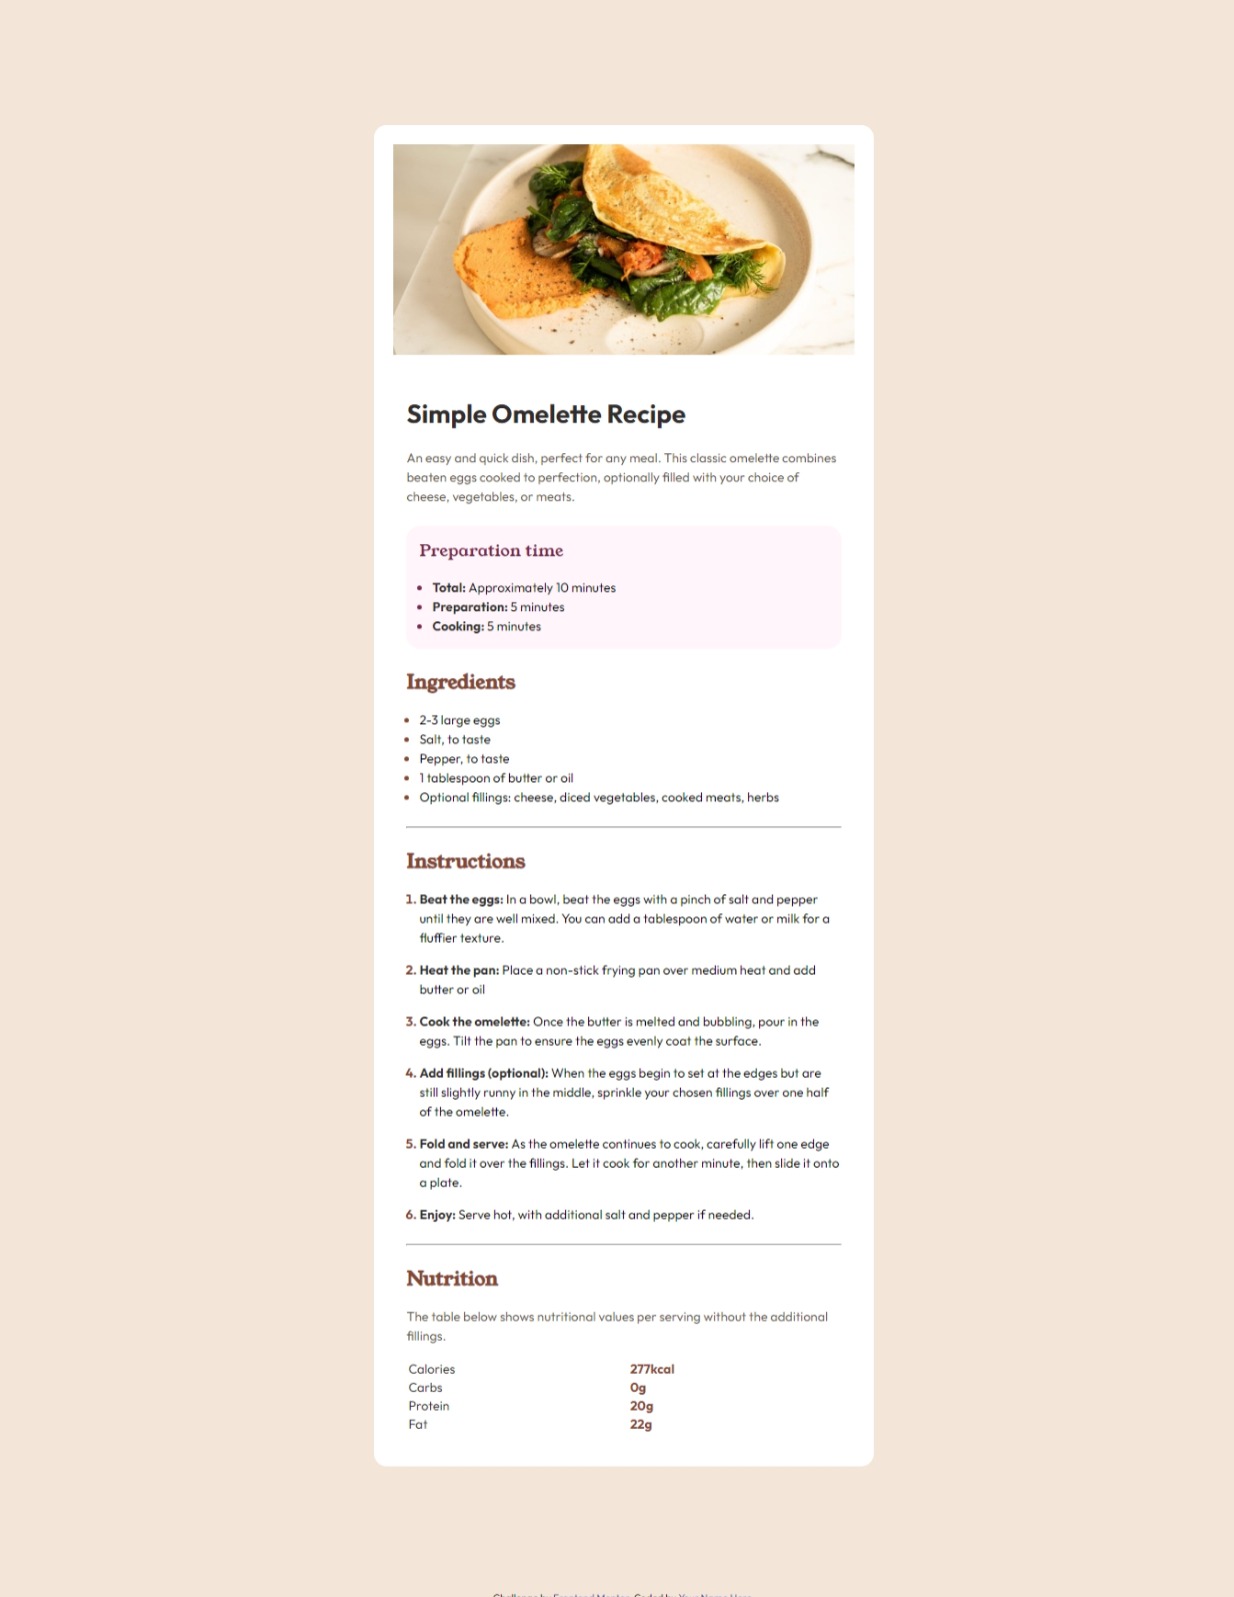 Simple Omelette Recipe
An easy and quick dish, perfect for any meal. This classic omelette combines
beaten eggs cooked to perfection, optionally filled with your choice of
cheese, vegetables, or meats.
Preparation time
• Total: Approximately 10 minutes
• Preparation: 5 minutes
• Cooking: 5 minutes
Ingredients
• 2-3 large eggs
• Salt, to taste
• Pepper, to taste
• 1 tablespoon of butter or oil
• Optional fillings: cheese, diced vegetables, cooked meats, herbs
Instructions
1. Beat the eggs: In a bowl, beat the eggs with a pinch of salt and pepper
until they are well mixed. You can add a tablespoon of water or milk for a
fluffier texture.
2. Heat the pan: Place a non-stick frying pan over medium heat and add
butter or oil
3. Cook the omelette: Once the butter is melted and bubbling, pour in the
eggs. Tilt the pan to ensure the eggs evenly coat the surface.
4. Add fillings (optional): When the eggs begin to set at the edges but are
still slightly runny in the middle, sprinkle your chosen fillings over one half
of the omelette.
5. Fold and serve: As the omelette continues to cook, carefully lift one edge
and fold it over the fillings. Let it cook for another minute, then slide it onto
a plate.
6. Enjoy: Serve hot, with additional salt and pepper if needed.
Nutrition
The table below shows nutritional values per serving without the additional
fillings.
Calories 277kcal
Carbs 0g
Protein 20g
Fat 22g